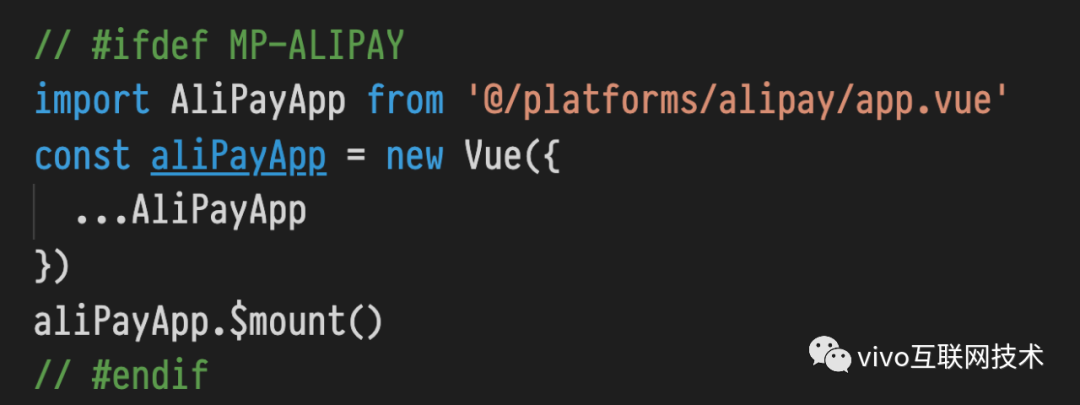 // #ifdef MP-ALIPAY
import AliPayApp from '@/platforms/alipay/app.vue'
const aliPayApp = new Vue({
  ...AliPayApp
})
aliPayApp.$mount()
// #endif
vivo互联网技术